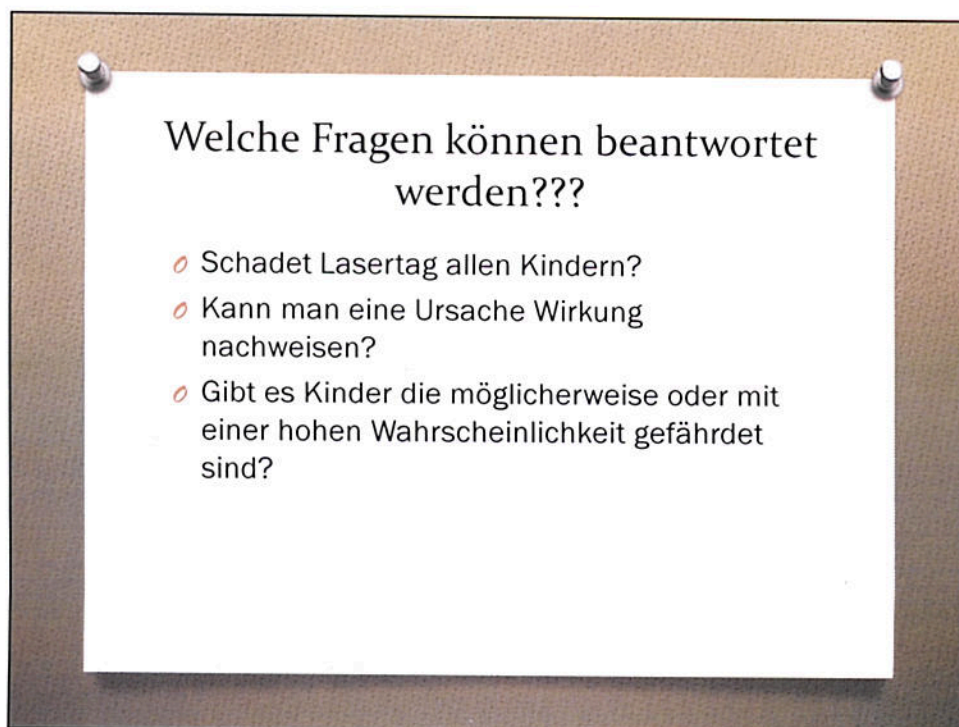 Welche Fragen können beantwortet
werden???
Schadet Lasertag allen Kindern?
Kann man eine Ursache Wirkung
nachweisen?
Gibt es Kinder die möglicherweise oder mit
einer hohen Wahrscheinlichkeit gefährdet
sind?